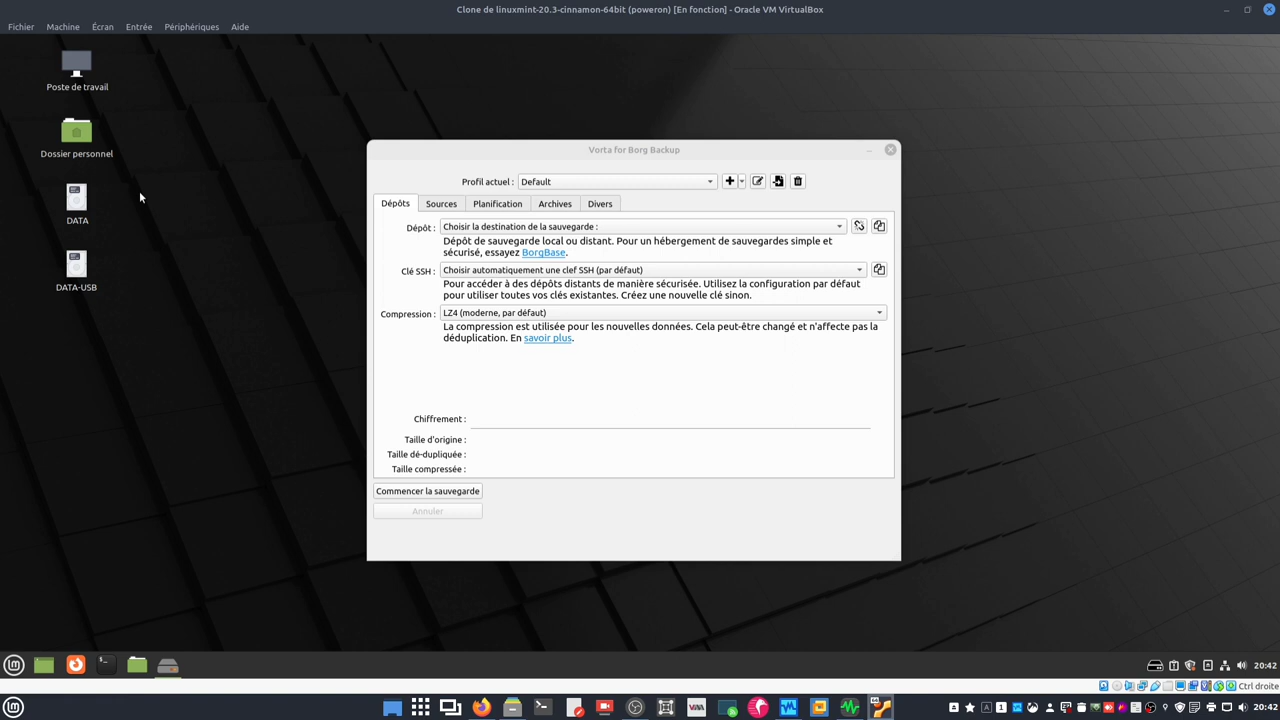 Clone de linuxmint-20.3-cinnamon-64bit (poweron) [En fonction] - Oracle VM VirtualBox
Fichier Machine Écran Entrée Périphériques Aide
Poste de travail
Dossier personnel
DATA
DATA-USB
Vorta for Borg Backup
Profil actuel : Default
Dépôts Sources Planification Archives Divers
Dépôt : Choisir la destination de la sauvegarde :
Dépôt de sauvegarde local ou distant. Pour un hébergement de sauvegardes simple et
sécurisé, essayez BorgBase.
Clé SSH : Choisir automatiquement une clef SSH (par défaut)
Pour accéder à des dépôts distants de manière sécurisée. Utilisez la configuration par défaut
pour utiliser toutes vos clés existantes. Créez une nouvelle clé sinon.
Compression : LZ4 (moderne, par défaut)
La compression est utilisée pour les nouvelles données. Cela peut-être changé et n'affecte pas la
déduplication. En savoir plus.
Chiffrement :
Taille d'origine :
Taille dé-dupliquée :
Taille compressée :
Commencer la sauvegarde
Annuler
20:42
Ctrl droite
20:42